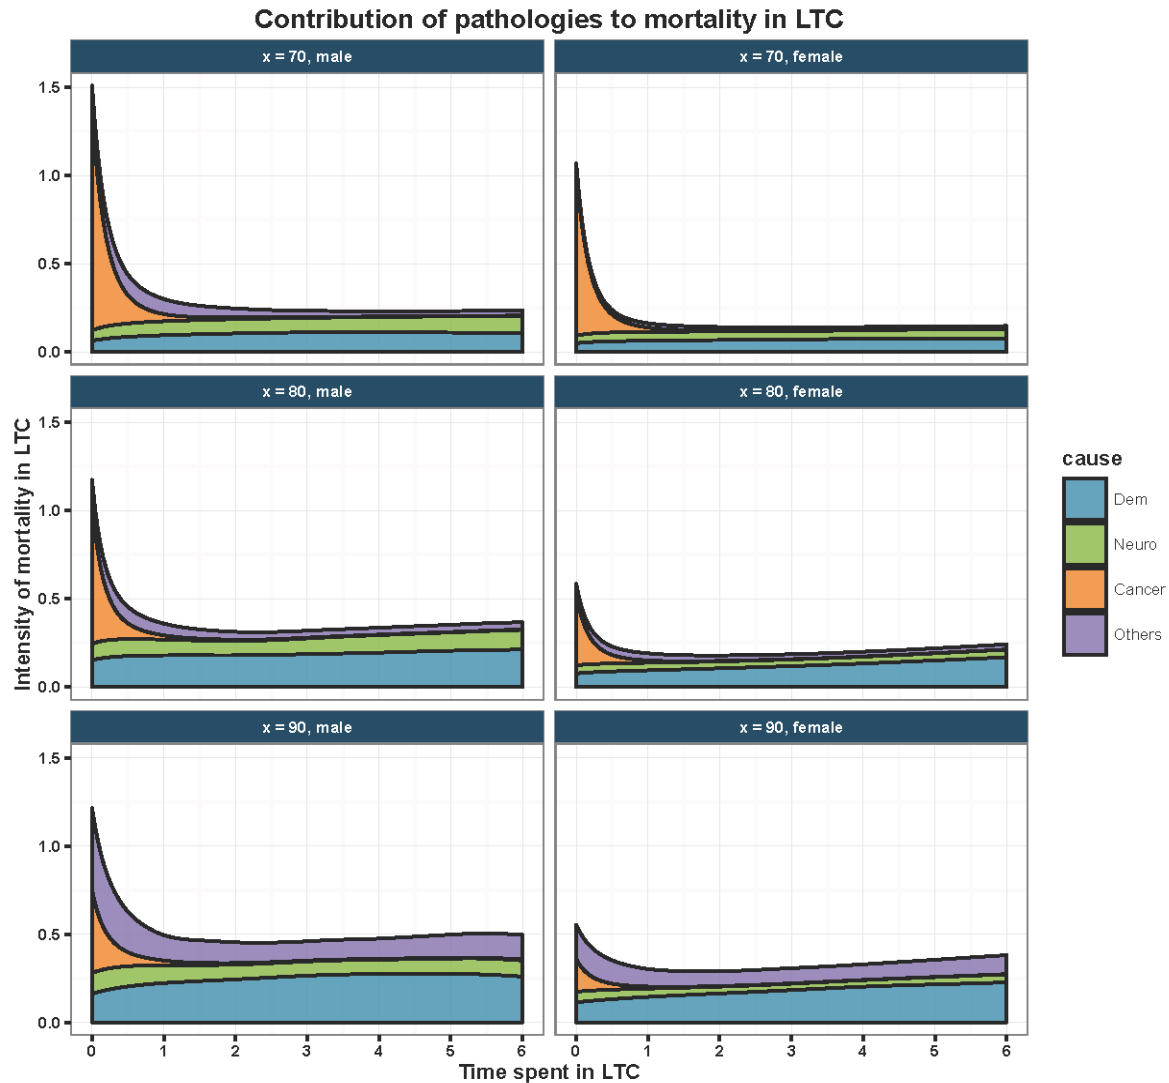 Contribution of pathologies to mortality in LTC
x = 70, male
x = 70, female
1.5
1.0
0.5
0.0
x = 80, male
x = 80, female
1.5
1.0
0.5
0.0
x = 90, male
x = 90, female
1.5
1.0
0.5
0.0
0 1 2 3 4 5 6
0 1 2 3 4 5 6
Time spent in LTC
Intensity of mortality in LTC
cause
Dem
Neuro
Cancer
Others